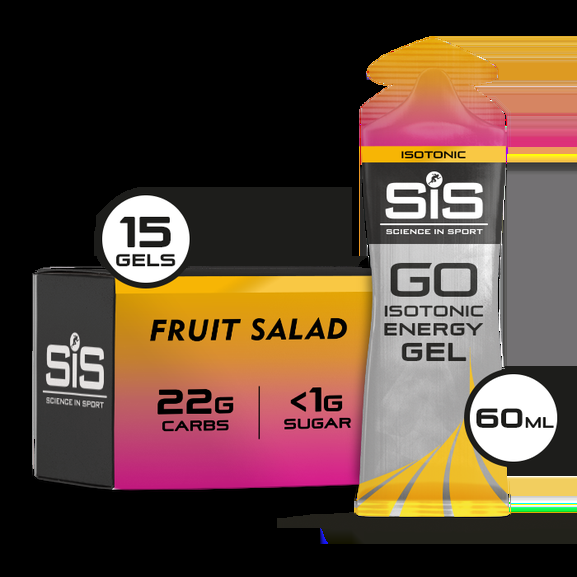 15
GELS
SiS
SCIENCE IN SPORT
FRUIT SALAD
22G
CARBS
<1G
SUGAR
ISOTONIC
SiS
SCIENCE IN SPORT
GO
ISOTONIC
ENERGY
GEL
60ML